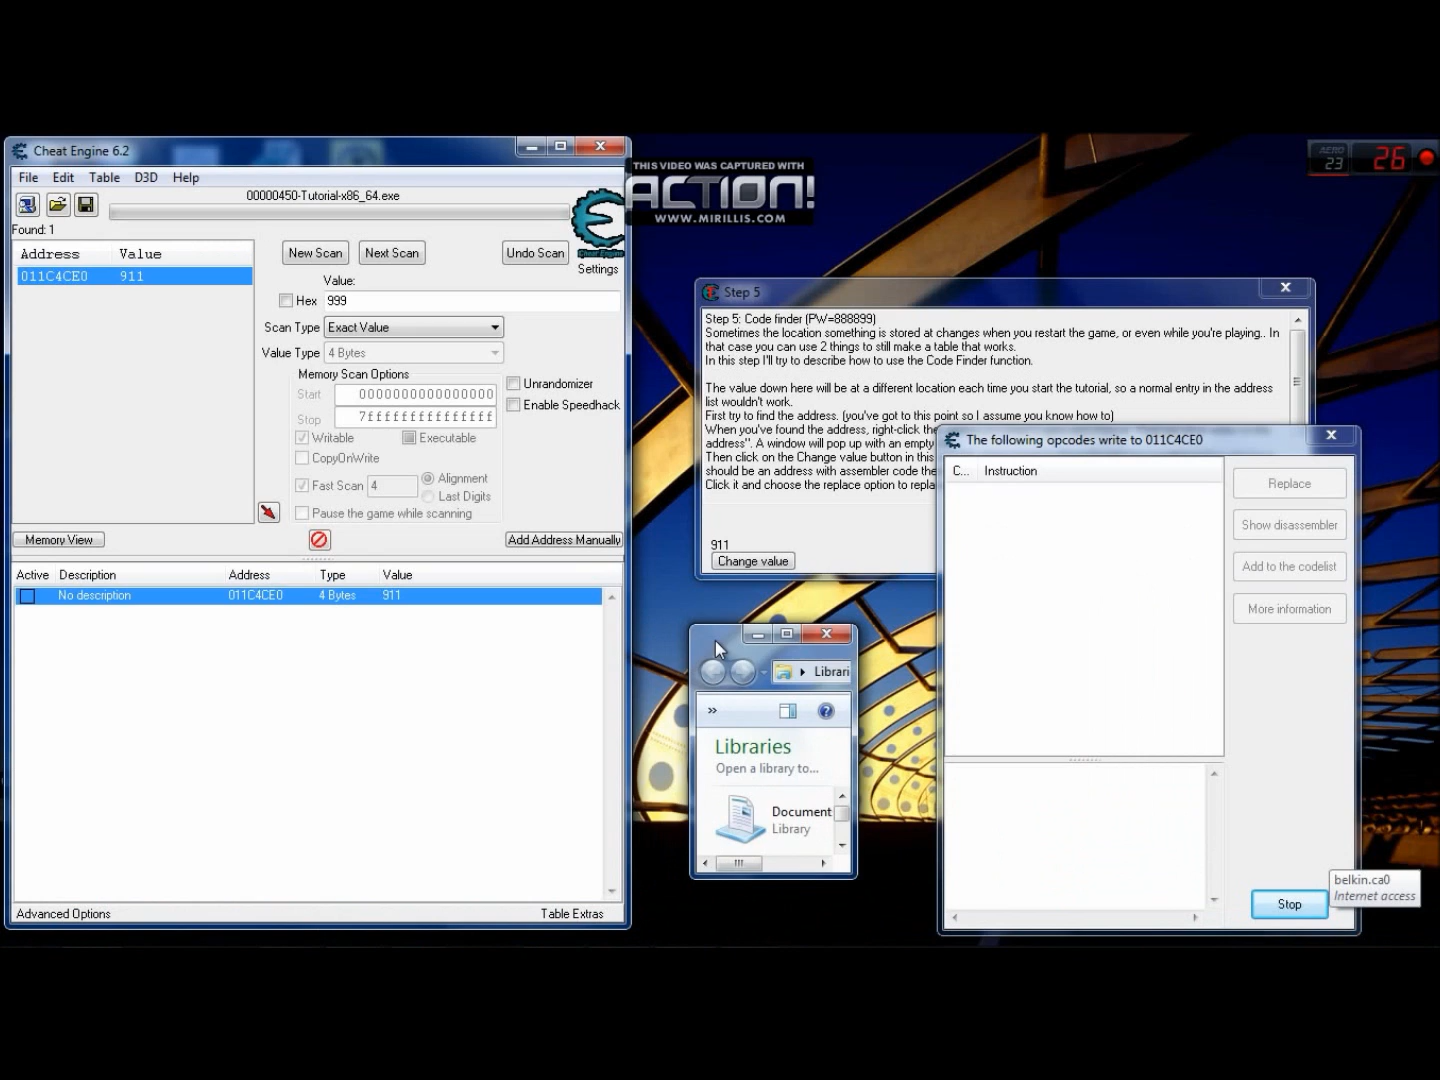 Cheat Engine 6.2
File Edit Table D3D Help
00000450-Tutorial-x86_64.exe
Found: 1
Address Value
011C4CE0 911
New Scan Next Scan Undo Scan
Cheat Engine
Settings
Value:
Hex 999
Scan Type Exact Value
Value Type 4 Bytes
Memory Scan Options
Start 0000000000000000
Stop 7fffffffffffffff
Unrandomizer
Enable Speedhack
Writable Executable
CopyOnWrite
Fast Scan 4 Alignment
Last Digits
Pause the game while scanning
Memory View Add Address Manually
Active Description Address Type Value
No description 011C4CE0 4 Bytes 911
Advanced Options Table Extras
THIS VIDEO WAS CAPTURED WITH
ACTION!
WWW.MIRILLIS.COM
AERO
23 26
Step 5
Step 5: Code finder (PW=888899)
Sometimes the location something is stored at changes when you restart the game, or even while you're playing.. In
that case you can use 2 things to still make a table that works.
In this step I'll try to describe how to use the Code Finder function.
The value down here will be at a different location each time you start the tutorial, so a normal entry in the address
list wouldn't work.
First try to find the address. (you've got to this point so I assume you know how to)
When you've found the address, right-click the
address". A window will pop up with an empty
Then click on the Change value button in this
should be an address with assembler code the
Click it and choose the replace option to repla
911
Change value
The following opcodes write to 011C4CE0
C... Instruction
Replace
Show disassembler
Add to the codelist
More information
Stop
belkin.ca0
Internet access
Librari
»
Libraries
Open a library to...
Document
Library